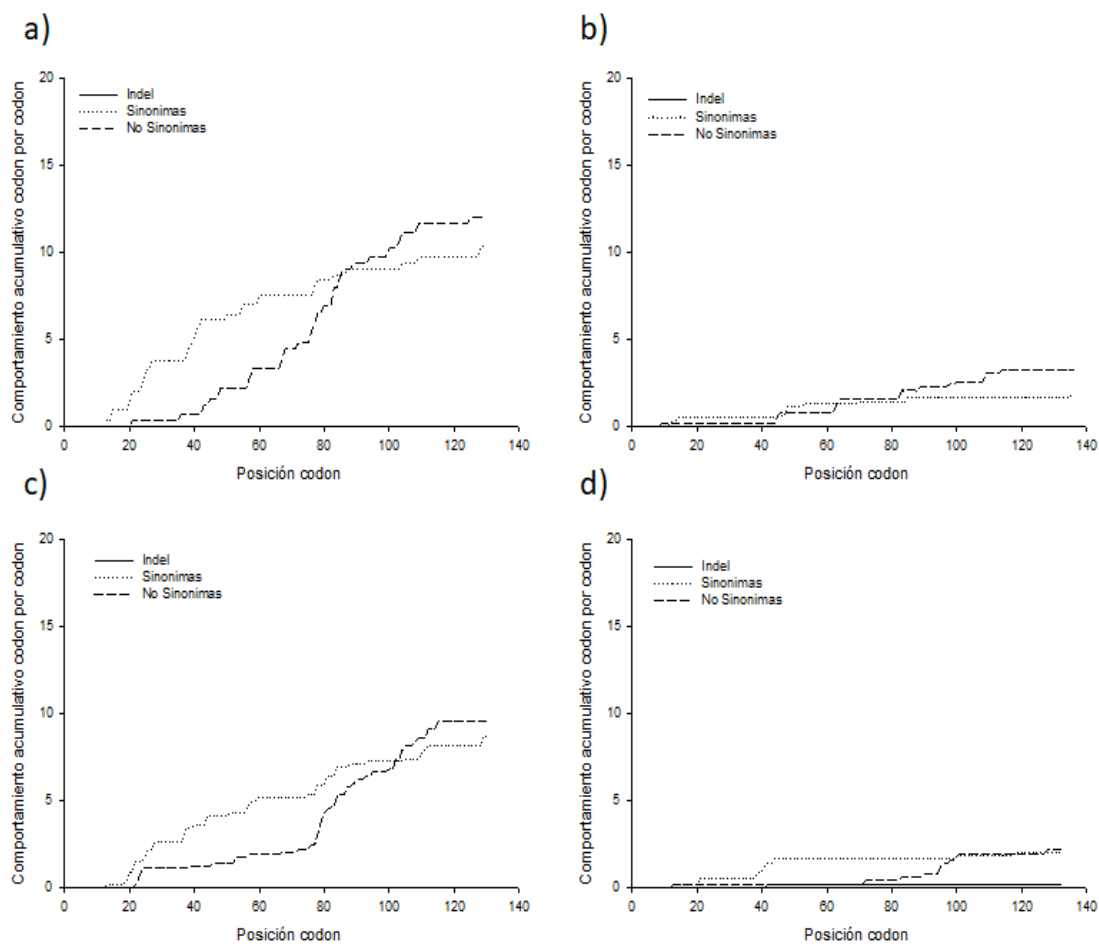 a)
20
15
10
5
0
Indel
Sinonimas
No Sinonimas
Comportamiento acumulativo codon por codon
0 20 40 60 80 100 120 140
Posición codon
b)
20
15
10
5
0
Indel
Sinonimas
No Sinonimas
Comportamiento acumulativo codon por codon
0 20 40 60 80 100 120 140
Posición codon
c)
20
15
10
5
0
Indel
Sinonimas
No Sinonimas
Comportamiento acumulativo codon por codon
0 20 40 60 80 100 120 140
Posición codon
d)
20
15
10
5
0
Indel
Sinonimas
No Sinonimas
Comportamiento acumulativo codon por codon
0 20 40 60 80 100 120 140
Posición codon